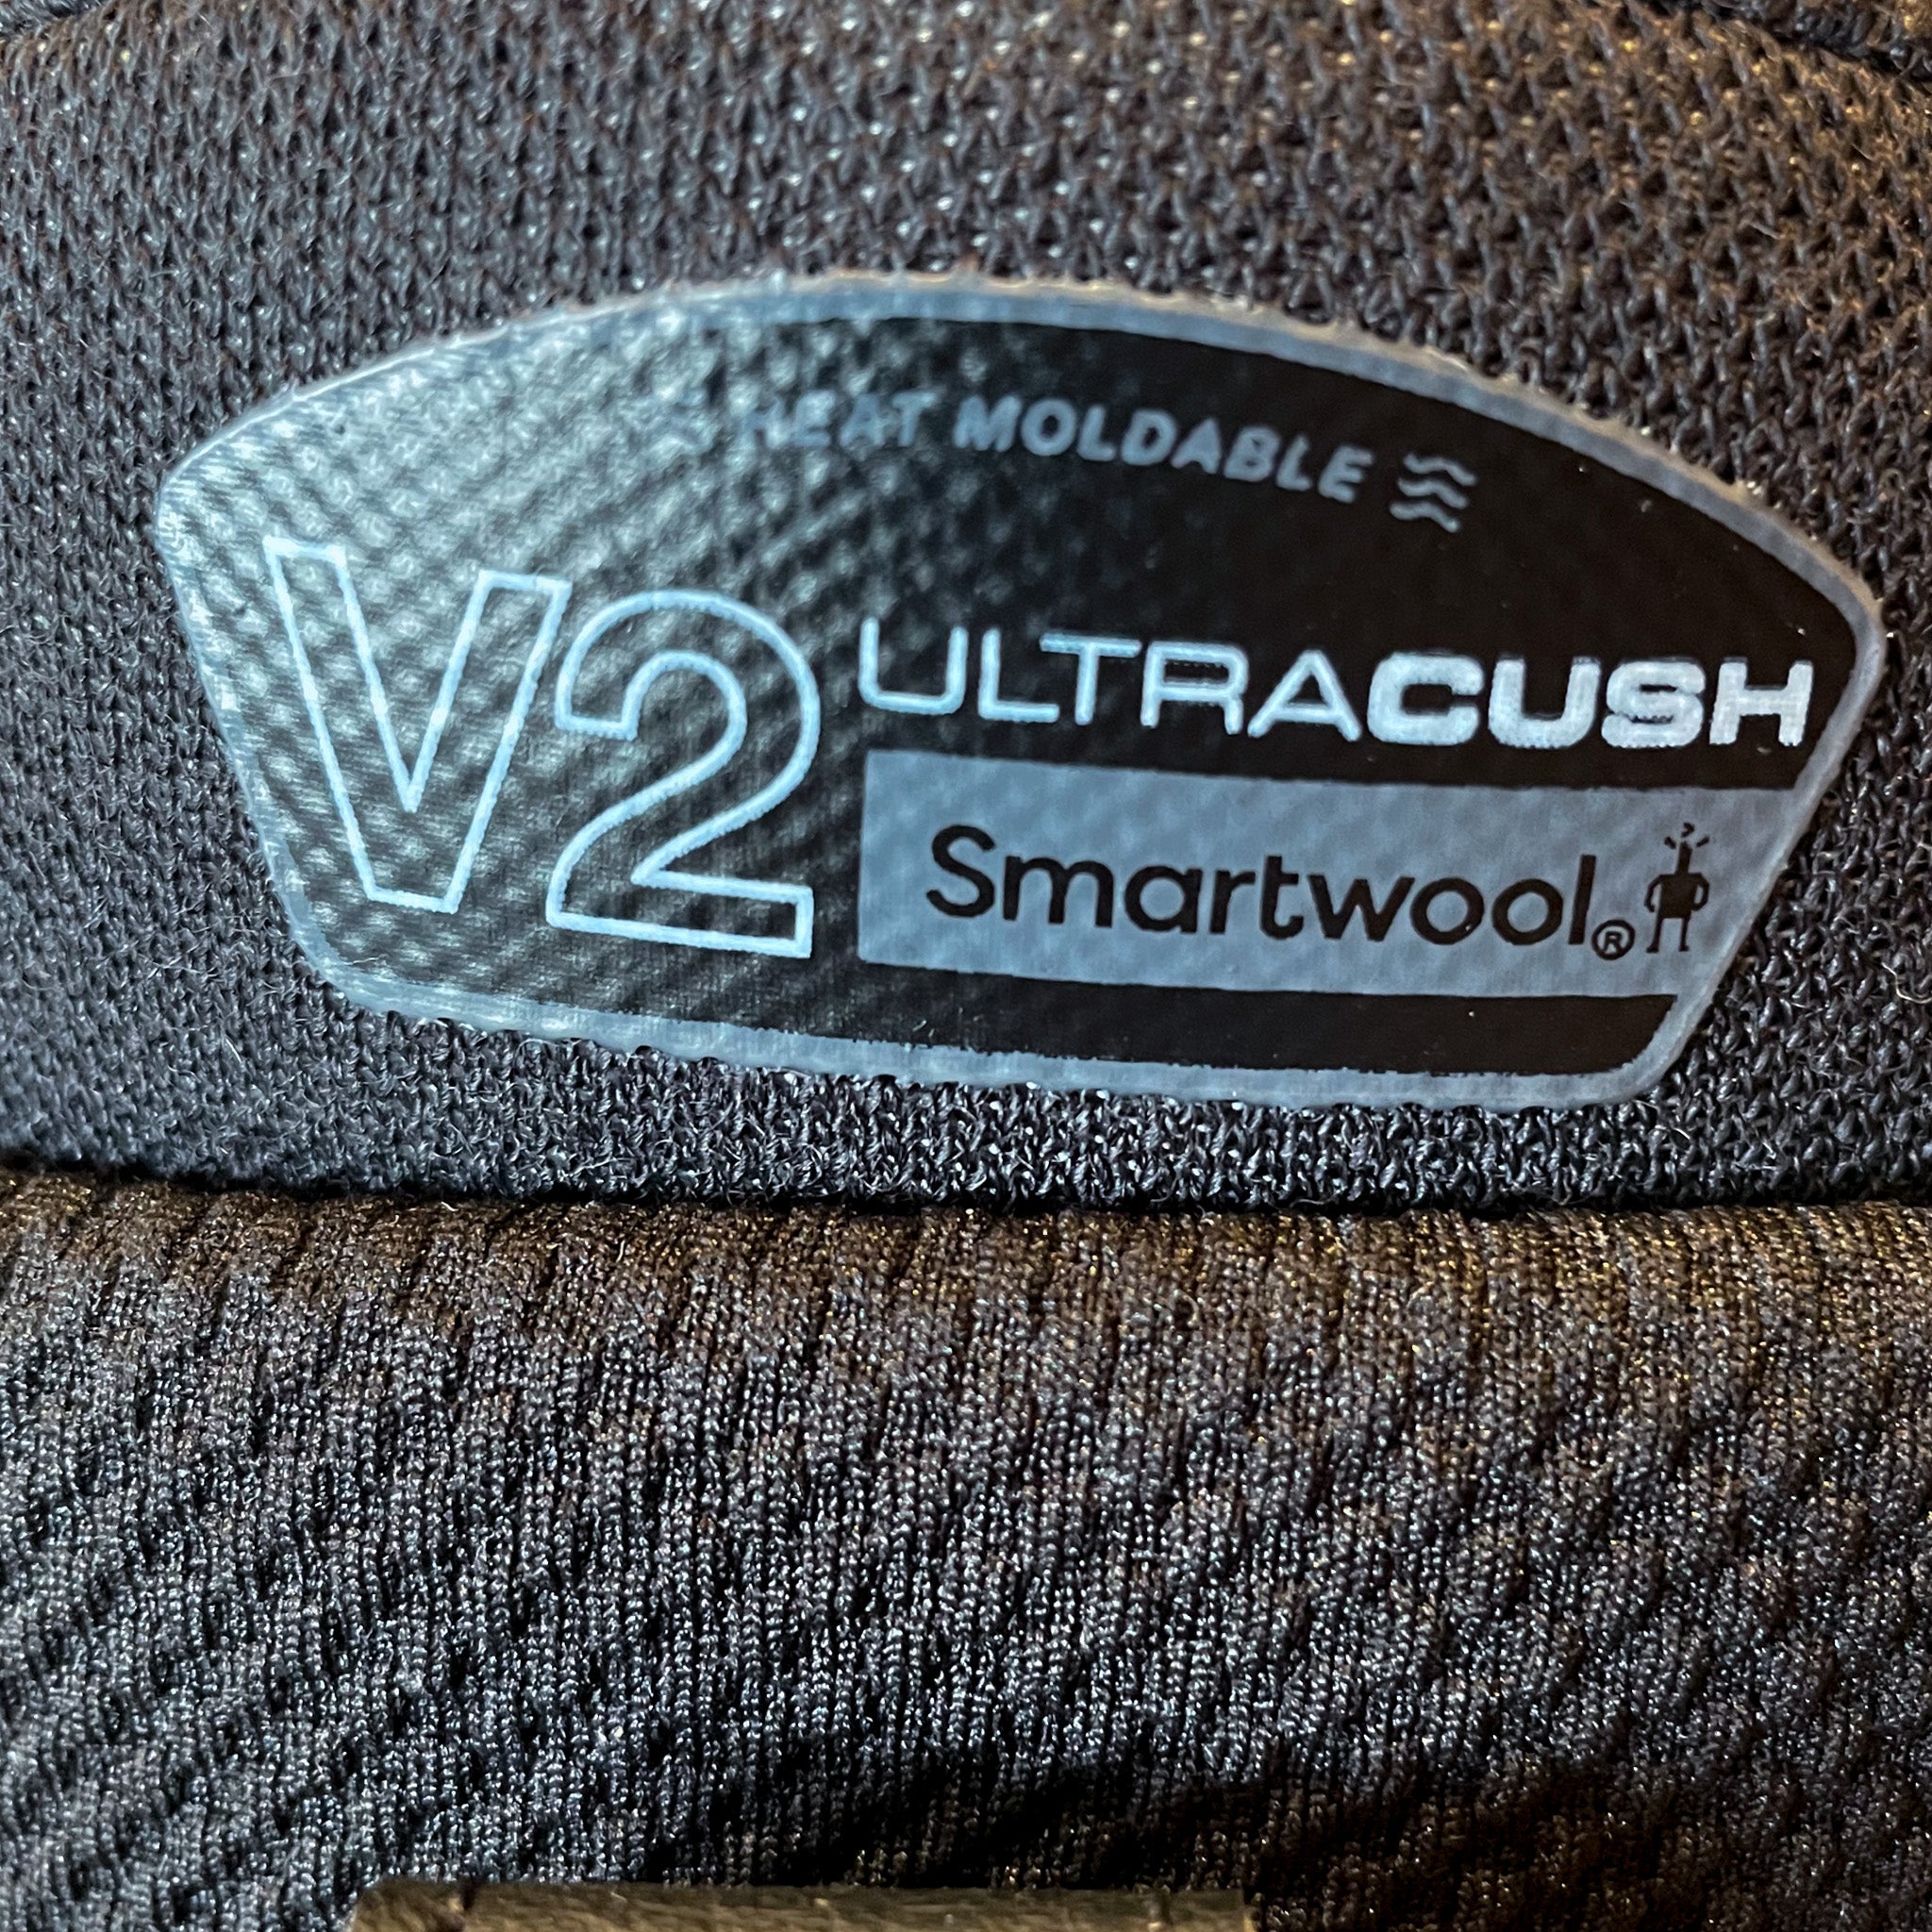 HEAT MOLDABLE
V2 ULTRACUSH
Smartwool®